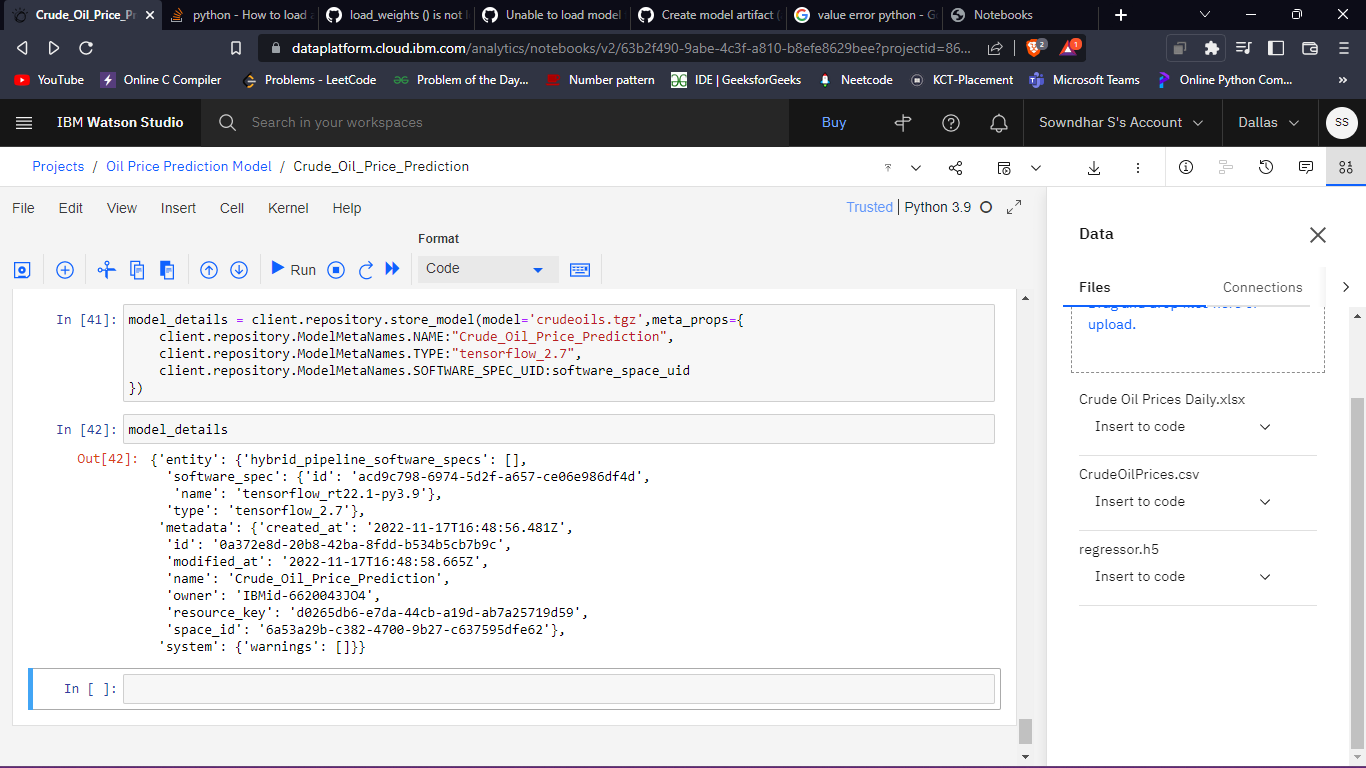 Crude_Oil_Price_Pr
python - How to load
load_weights () is not
Unable to load model
Create model artifact
value error python - G
Notebooks
dataplatform.cloud.ibm.com/analytics/notebooks/v2/63b2f490-9abe-4c3f-a810-b8efe8629bee?projectid=86...
2
1
YouTube
Online C Compiler
Problems - LeetCode
Problem of the Day...
Number pattern
IDE | GeeksforGeeks
Neetcode
KCT-Placement
Microsoft Teams
Online Python Com...
»
IBM Watson Studio
Search in your workspaces
Buy
Sowndhar S's Account
Dallas
SS
Projects / Oil Price Prediction Model / Crude_Oil_Price_Prediction
File Edit View Insert Cell Kernel Help
Trusted | Python 3.9
Format
Run
Code
In [41]: model_details = client.repository.store_model(model='crudeoils.tgz',meta_props={
client.repository.ModelMetaNames.NAME:"Crude_Oil_Price_Prediction",
client.repository.ModelMetaNames.TYPE:"tensorflow_2.7",
client.repository.ModelMetaNames.SOFTWARE_SPEC_UID:software_space_uid
})
In [42]: model_details
Out[42]: {'entity': {'hybrid_pipeline_software_specs': [],
'software_spec': {'id': 'acd9c798-6974-5d2f-a657-ce06e986df4d',
'name': 'tensorflow_rt22.1-py3.9'},
'type': 'tensorflow_2.7'},
'metadata': {'created_at': '2022-11-17T16:48:56.481Z',
'id': '0a372e8d-20b8-42ba-8fdd-b534b5cb7b9c',
'modified_at': '2022-11-17T16:48:58.665Z',
'name': 'Crude_Oil_Price_Prediction',
'owner': 'IBMid-6620043JO4',
'resource_key': 'd0265db6-e7da-44cb-a19d-ab7a25719d59',
'space_id': '6a53a29b-c382-4700-9b27-c637595dfe62'},
'system': {'warnings': []}}
In [ ]:
Data
Files
Connections
upload.
Crude Oil Prices Daily.xlsx
Insert to code
CrudeOilPrices.csv
Insert to code
regressor.h5
Insert to code